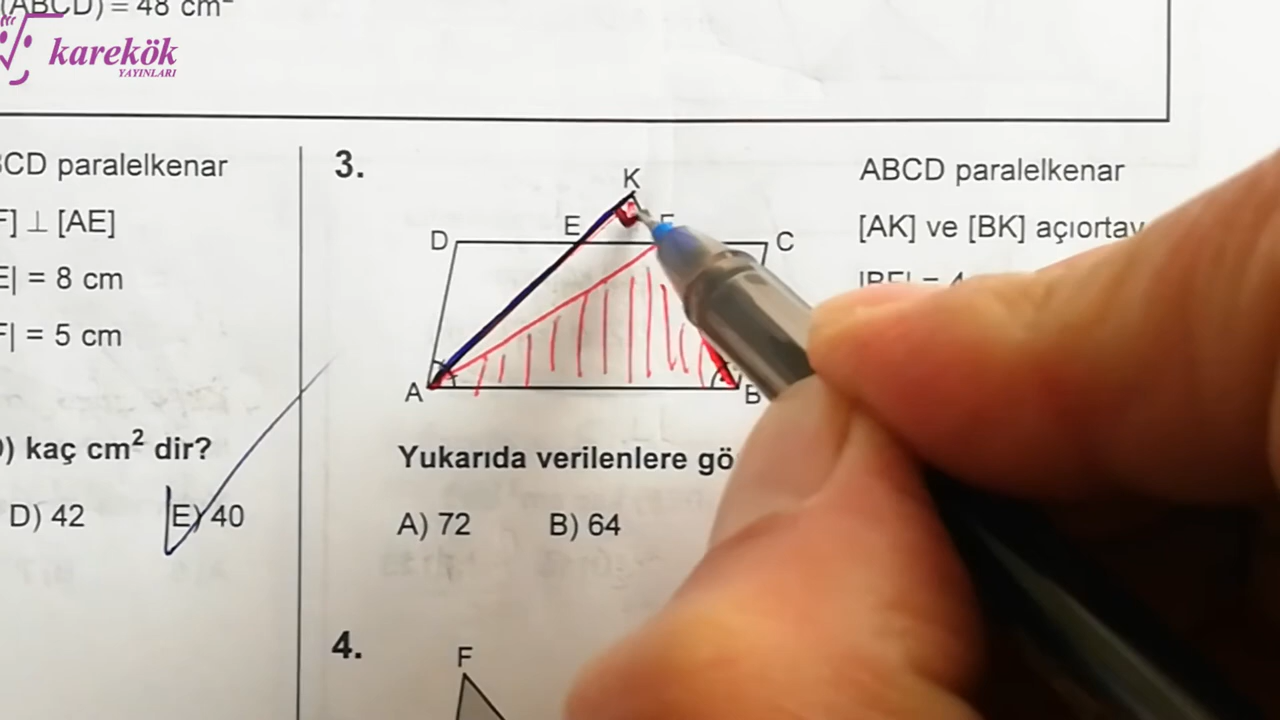 (ABCD) = 48 cm²
karekök
YAYINLARI
CD paralelkenar
F] ⊥ [AE]
E| = 8 cm
F| = 5 cm
) kaç cm² dir?
D) 42 E) 40
3.
K
D E F C
A B
ABCD paralelkenar
[AK] ve [BK] açıortay
Yukarıda verilenlere gö
A) 72 B) 64
4.
F